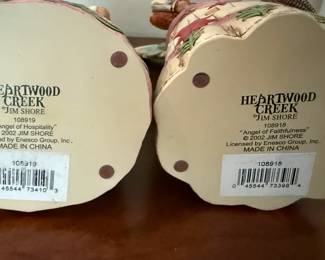 HEARTWOOD
CREEK
by JIM SHORE
108919
"Angel of Hospitality"
© 2002 JIM SHORE
Licensed by Enesco Group, Inc.
MADE IN CHINA
108919
45544 73410 3
HEARTWOOD
CREEK
by JIM SHORE
108918
"Angel of Faithfulness"
© 2002 JIM SHORE
Licensed by Enesco Group, Inc.
MADE IN CHINA
108918
0 45544 73398 4